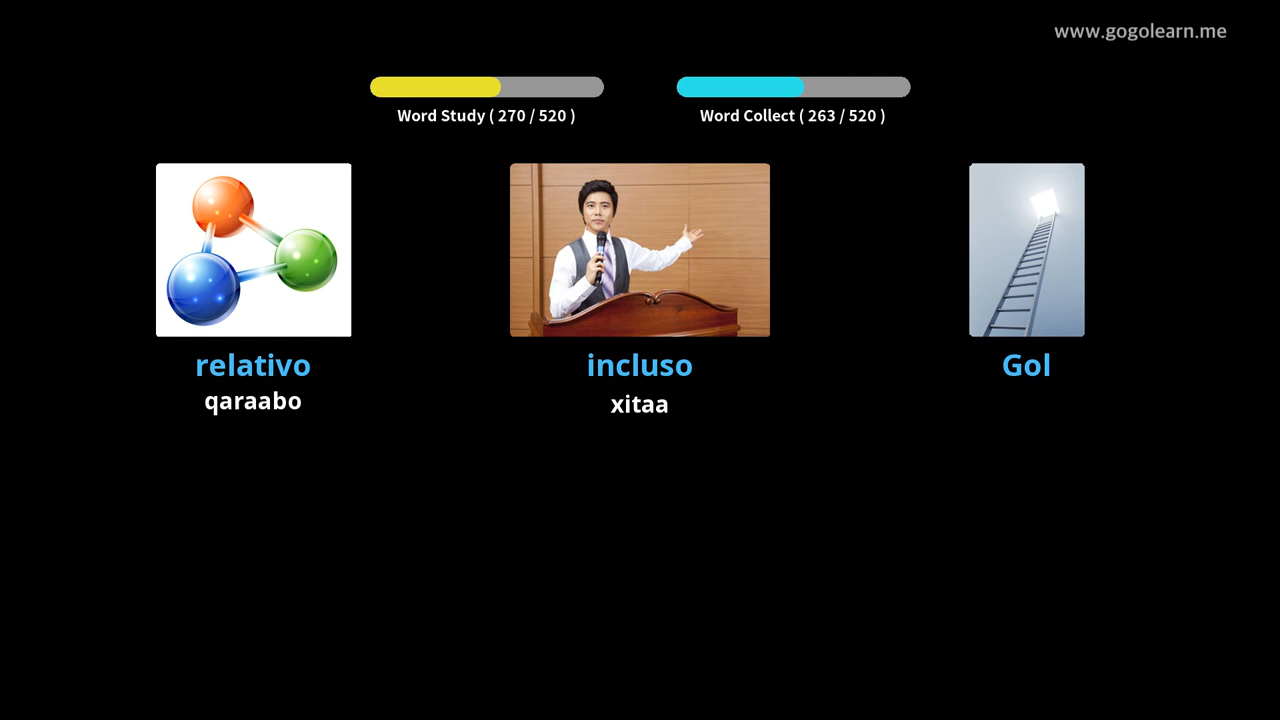 www.gogolearn.me
Word Study ( 270 / 520 )
Word Collect ( 263 / 520 )
relativo
qaraabo
incluso
xitaa
Gol